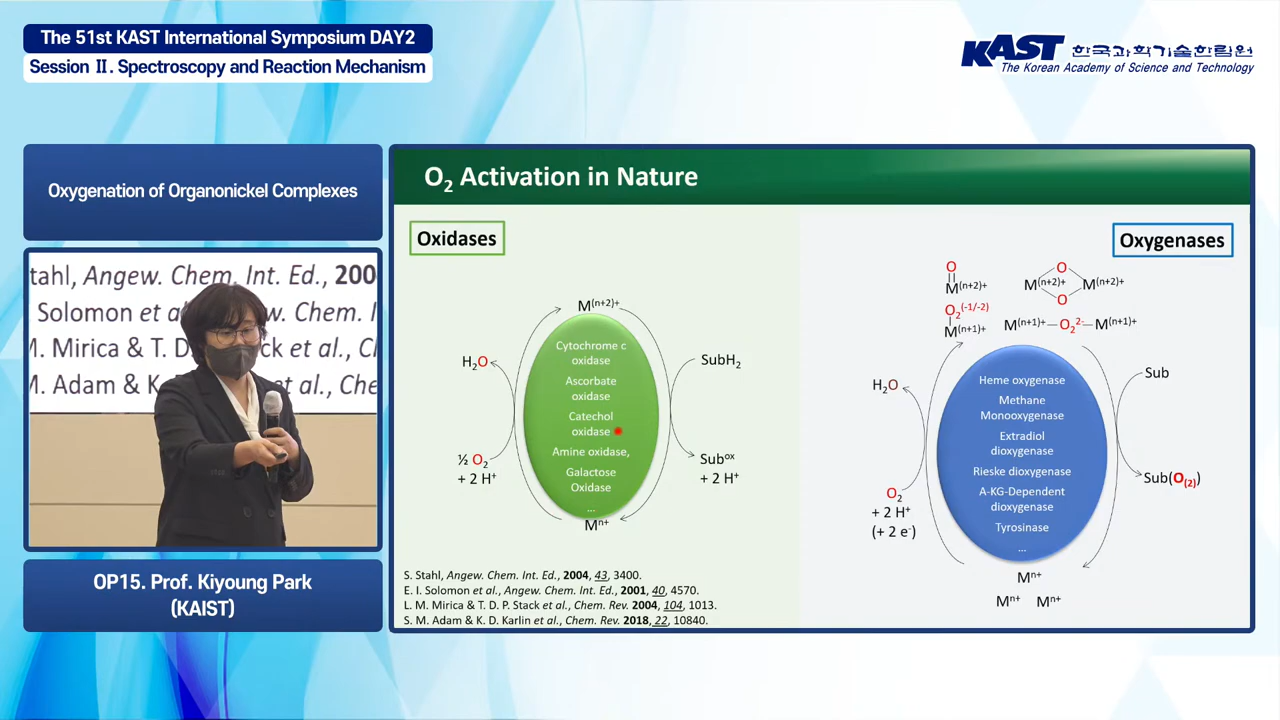 The 51st KAST International Symposium DAY2
Session Ⅱ. Spectroscopy and Reaction Mechanism
KAST 한국과학기술한림원
The Korean Academy of Science and Technology
Oxygenation of Organonickel Complexes
tahl, Angew. Chem. Int. Ed., 200
Solomon et a w. Chem. I
M. Mirica & T. D ck et al., C
M. Adam & K. et al., Che
OP15. Prof. Kiyoung Park
(KAIST)
O2 Activation in Nature
Oxidases
M(n+2)+
Cytochrome c
oxidase
Ascorbate
oxidase
Catechol
oxidase
Amine oxidase,
Galactose
Oxidase
...
Mn+
H2O
½ O2
+ 2 H+
SubH2
Subox
+ 2 H+
S. Stahl, Angew. Chem. Int. Ed., 2004, 43, 3400.
E. I. Solomon et al., Angew. Chem. Int. Ed., 2001, 40, 4570.
L. M. Mirica & T. D. P. Stack et al., Chem. Rev. 2004, 104, 1013.
S. M. Adam & K. D. Karlin et al., Chem. Rev. 2018, 22, 10840.
Oxygenases
O
M(n+2)+
O
M(n+2)+ M(n+2)+
O
O2(-1/-2)
M(n+1)+
M(n+1)+ — O22- — M(n+1)+
Heme oxygenase
Methane
Monooxygenase
Extradiol
dioxygenase
Rieske dioxygenase
A-KG-Dependent
dioxygenase
Tyrosinase
...
H2O
O2
+ 2 H+
(+ 2 e-)
Sub
Sub(O(2))
Mn+
Mn+ Mn+